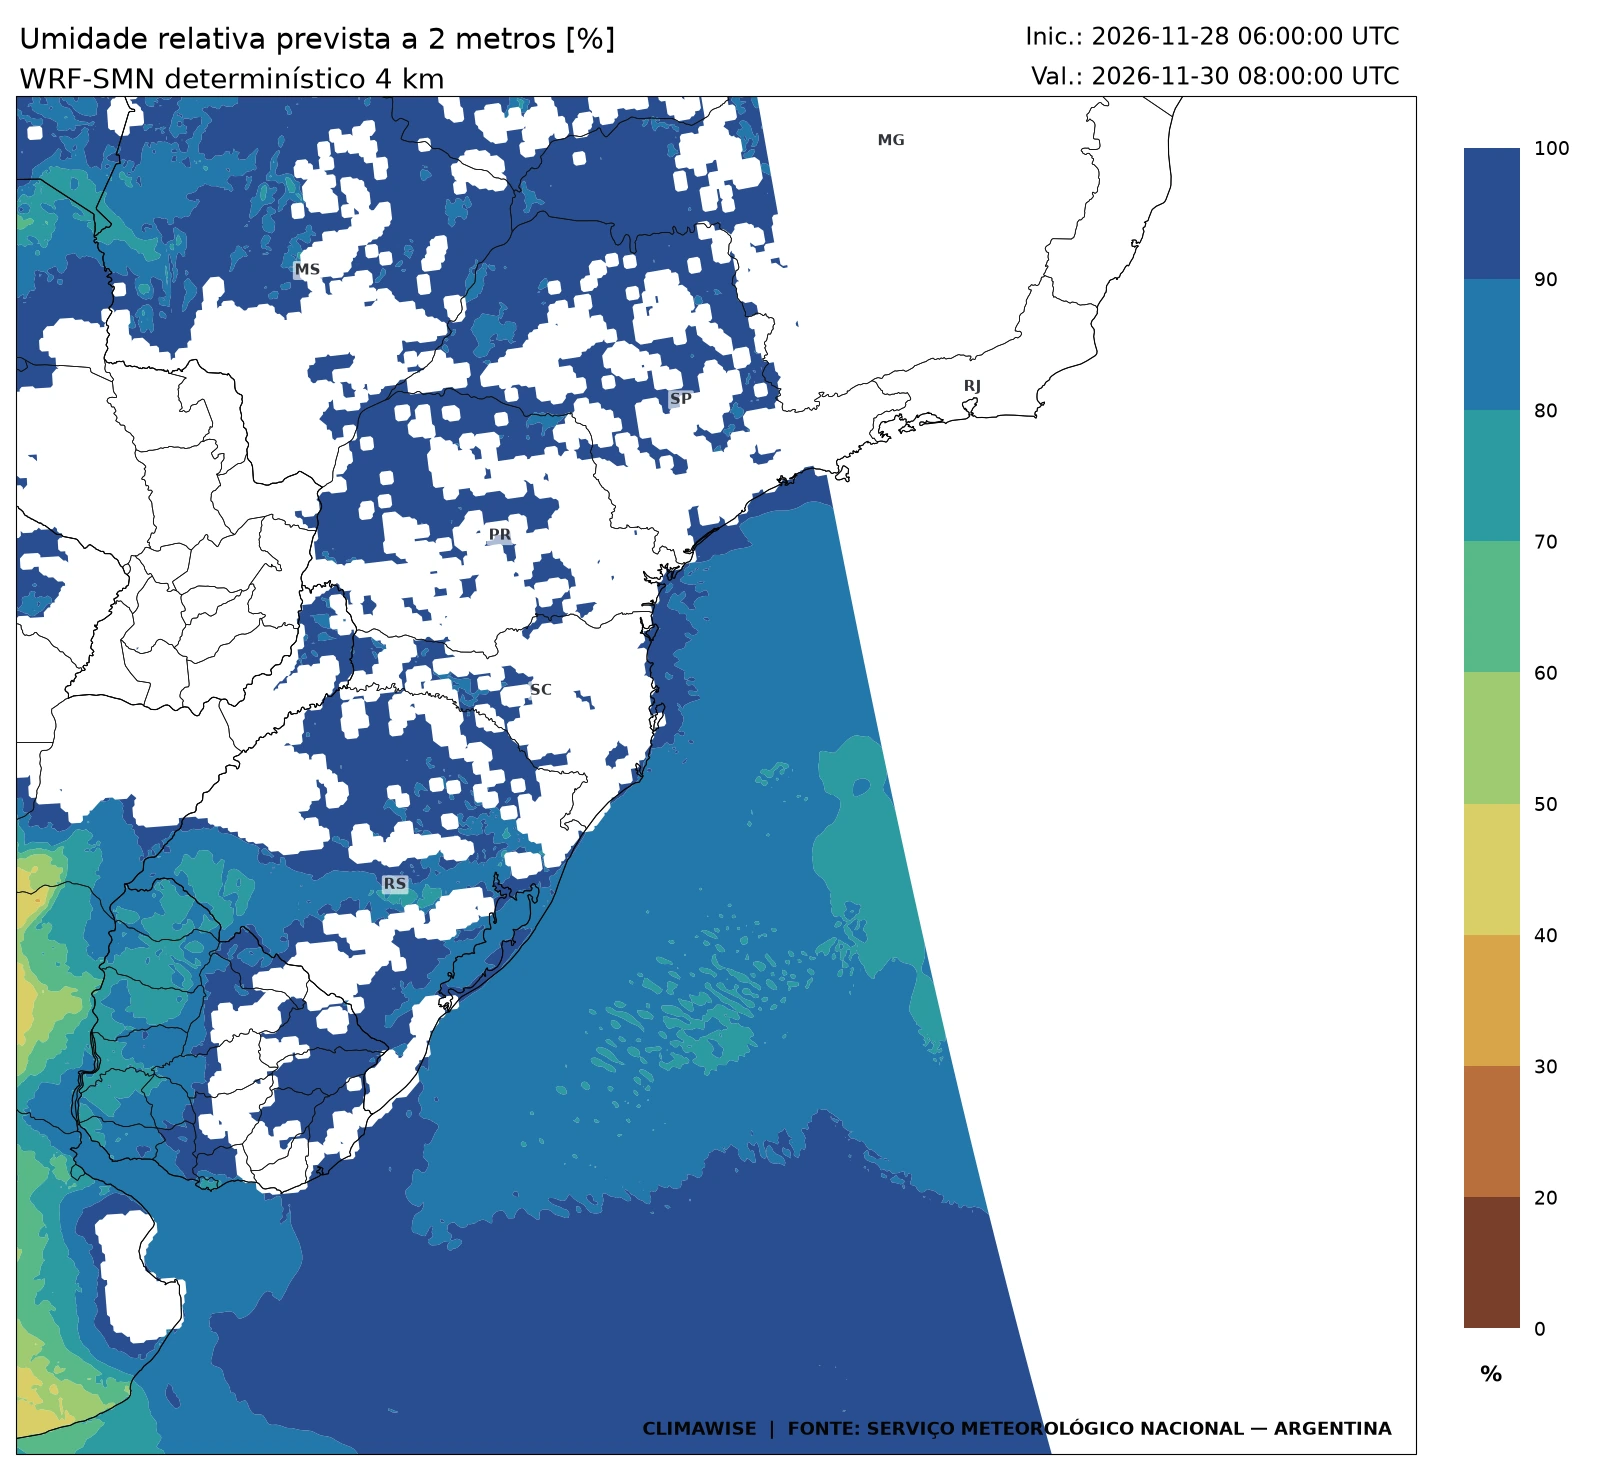 Umidade relativa prevista a 2 metros [%]
WRF-SMN determinístico 4 km
Inic.: 2026-11-28 06:00:00 UTC
Val.: 2026-11-30 08:00:00 UTC
MG
MS
RJ
SP
PR
SC
RS
100
90
80
70
60
50
40
30
20
0
%
CLIMAWISE | FONTE: SERVIÇO METEOROLÓGICO NACIONAL — ARGENTINA